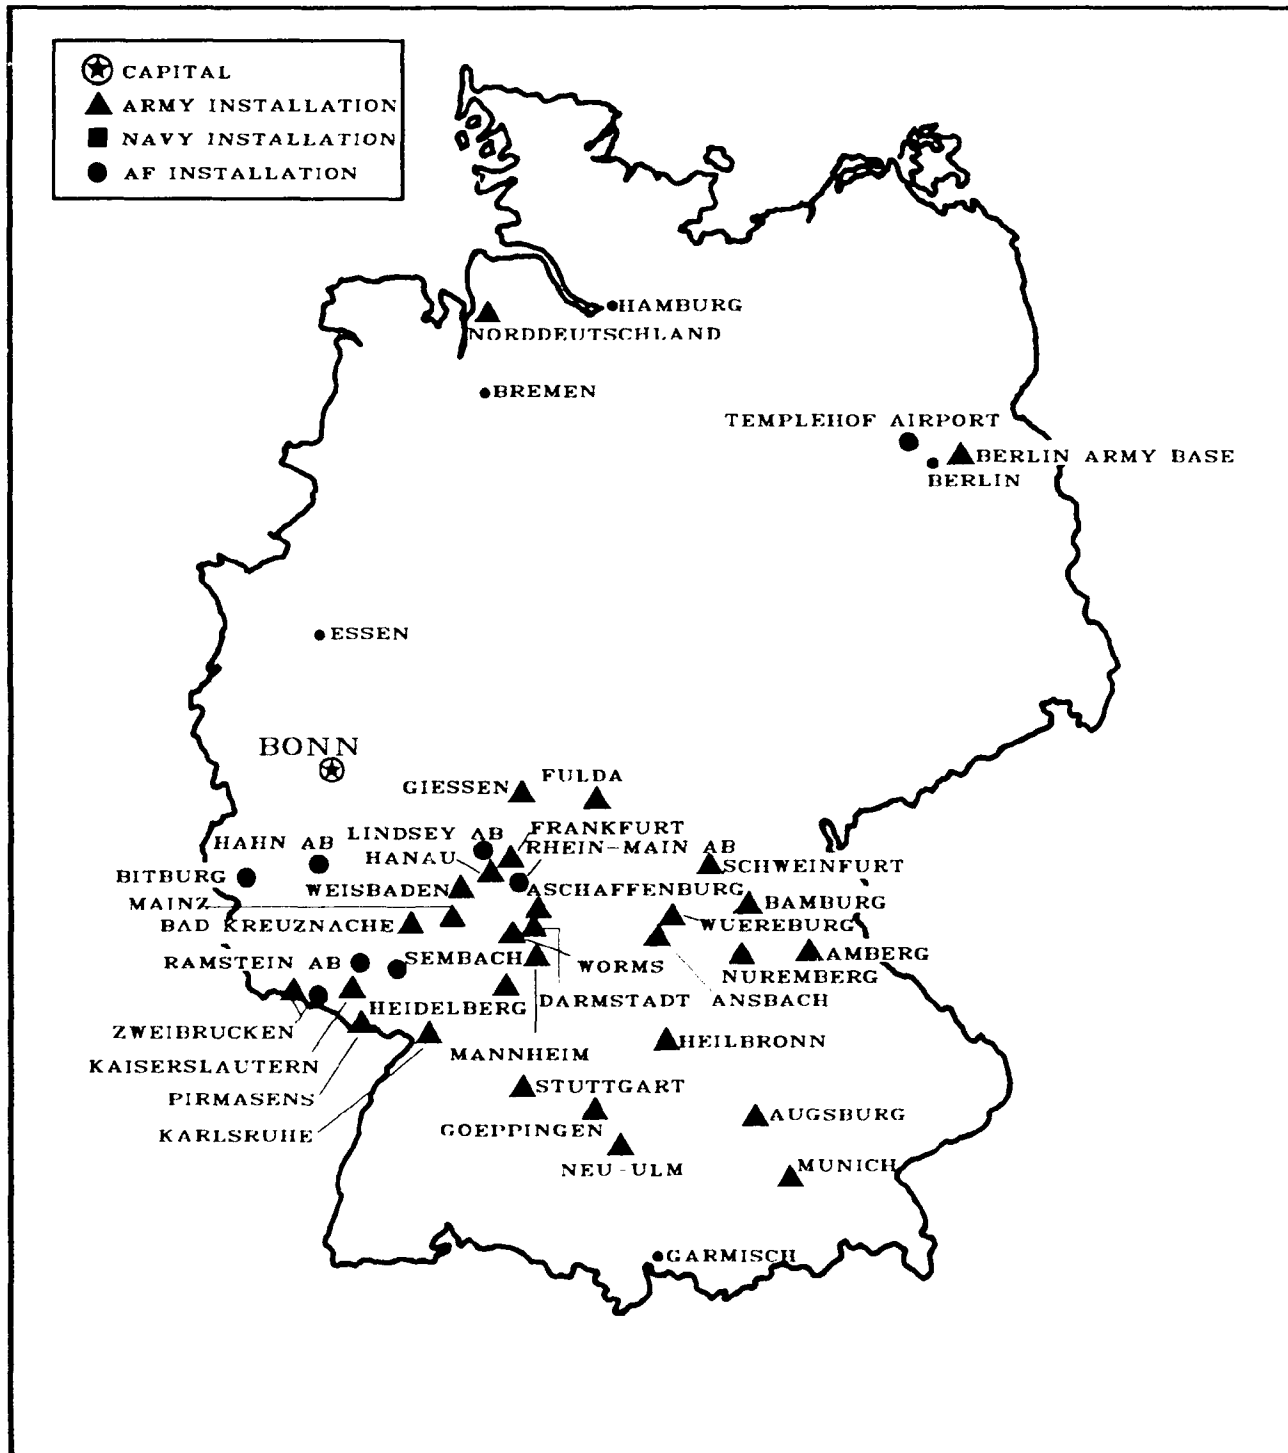 CAPITAL
ARMY INSTALLATION
NAVY INSTALLATION
AF INSTALLATION
HAMBURG
NORDDEUTSCHLAND
BREMEN
TEMPLEHOF AIRPORT
BERLIN ARMY BASE
BERLIN
ESSEN
BONN
FULDA
GIESSEN
FRANKFURT
LINDSEY AB
HAHN AB
RHEIN-MAIN AB
HANAU
SCHWEINFURT
BITBURG
WEISBADEN
ASCHAFFENBURG
MAINZ
BAMBURG
BAD KREUZNACHE
WUEREBURG
RAMSTEIN AB
SEMBACH
WORMS
AMBERG
NUREMBERG
DARMSTADT
ANSBACH
HEIDELBERG
ZWEIBRUCKEN
HEILBRONN
MANNHEIM
KAISERSLAUTERN
STUTTGART
PIRMASENS
AUGSBURG
GOEPPINGEN
KARLSRUHE
MUNICH
NEU-ULM
GARMISCH